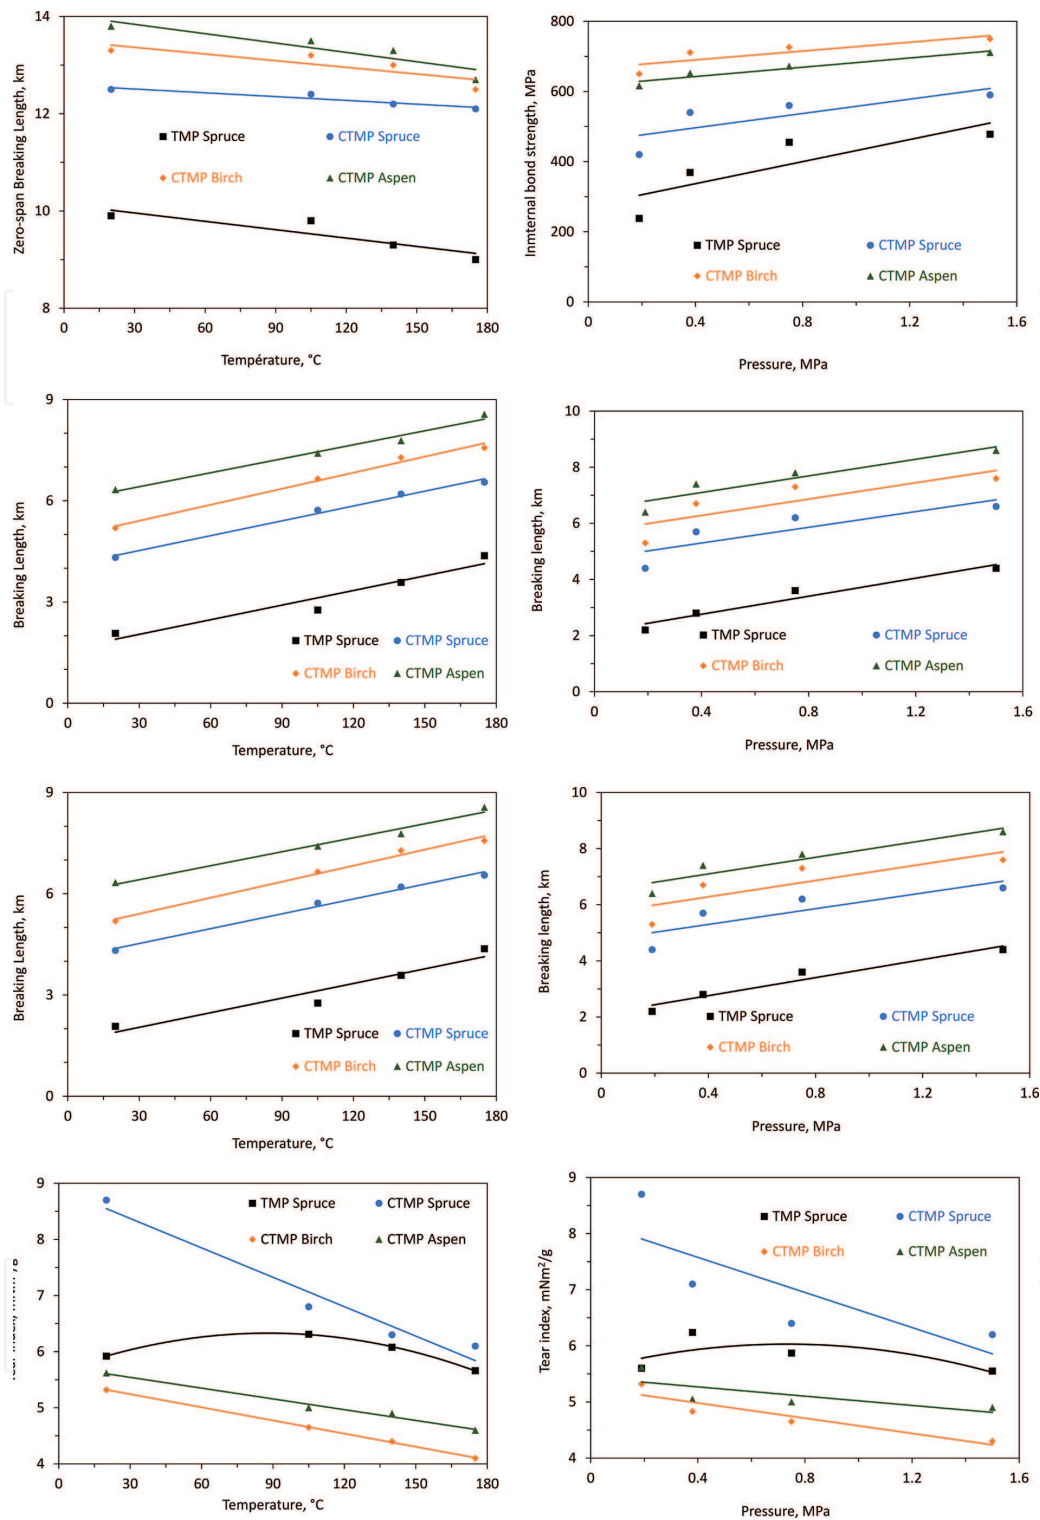 14
12
10
8
Zero-span Breaking Length, km
TMP Spruce
CTMP Spruce
CTMP Birch
CTMP Aspen
0 30 60 90 120 150 180
Température, °C
800
600
400
200
0
Inmternal bond strength, MPa
TMP Spruce
CTMP Spruce
CTMP Birch
CTMP Aspen
0 0.4 0.8 1.2 1.6
Pressure, MPa
9
6
3
0
Breaking Length, km
TMP Spruce
CTMP Spruce
CTMP Birch
CTMP Aspen
0 30 60 90 120 150 180
Temperature, °C
10
8
6
4
2
0
Breaking length, km
TMP Spruce
CTMP Spruce
CTMP Birch
CTMP Aspen
0 0.4 0.8 1.2 1.6
Pressure, MPa
9
6
3
0
Breaking Length, km
TMP Spruce
CTMP Spruce
CTMP Birch
CTMP Aspen
0 30 60 90 120 150 180
Temperature, °C
10
8
6
4
2
0
Breaking length, km
TMP Spruce
CTMP Spruce
CTMP Birch
CTMP Aspen
0 0.4 0.8 1.2 1.6
Pressure, MPa
9
8
7
6
5
4
TMP Spruce
CTMP Spruce
CTMP Birch
CTMP Aspen
0 30 60 90 120 150 180
Temperature, °C
9
8
7
6
5
4
Tear index, mNm²/g
TMP Spruce
CTMP Spruce
CTMP Birch
CTMP Aspen
0 0.4 0.8 1.2 1.6
Pressure, MPa